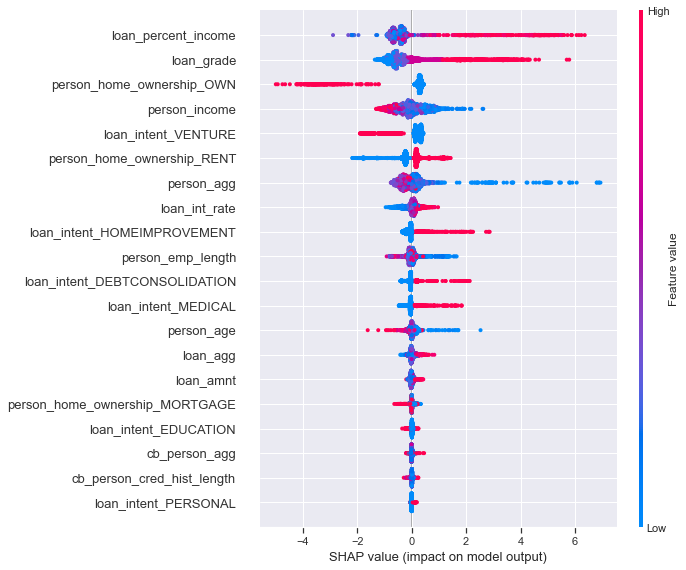 High
loan_percent_income
loan_grade
person_home_ownership_OWN
person_income
loan_intent_VENTURE
person_home_ownership_RENT
person_agg
loan_int_rate
loan_intent_HOMEIMPROVEMENT
person_emp_length
loan_intent_DEBTCONSOLIDATION
loan_intent_MEDICAL
person_age
loan_agg
loan_amnt
person_home_ownership_MORTGAGE
loan_intent_EDUCATION
cb_person_agg
cb_person_cred_hist_length
loan_intent_PERSONAL
Feature value
Low
−4 −2 0 2 4 6
SHAP value (impact on model output)